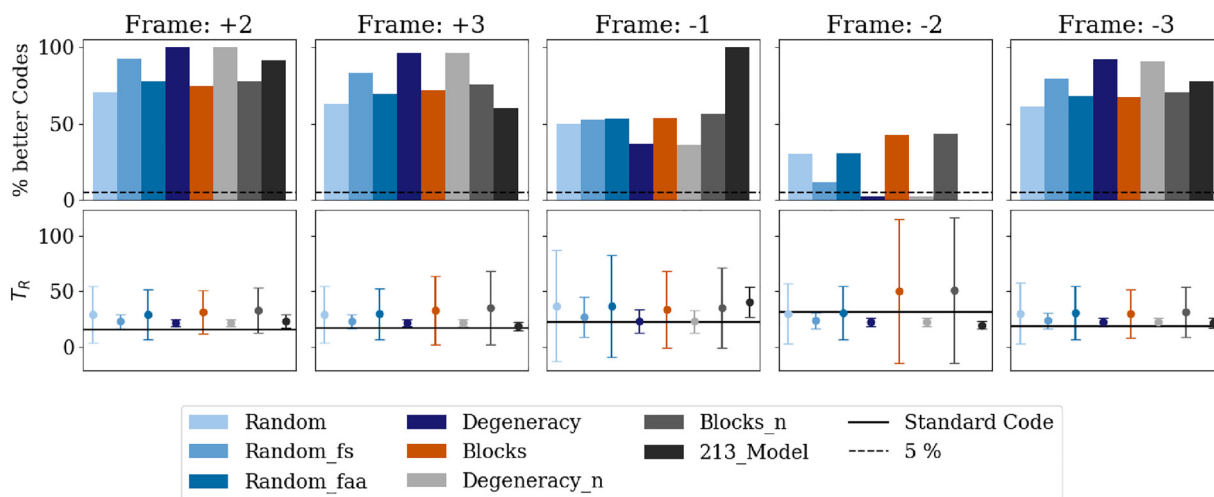 Frame: +2 Frame: +3 Frame: -1 Frame: -2 Frame: -3
% better Codes
100
50
0
T_R
100
50
0
Random Degeneracy Blocks_n Standard Code
Random_fs Blocks 213_Model 5 %
Random_faa Degeneracy_n